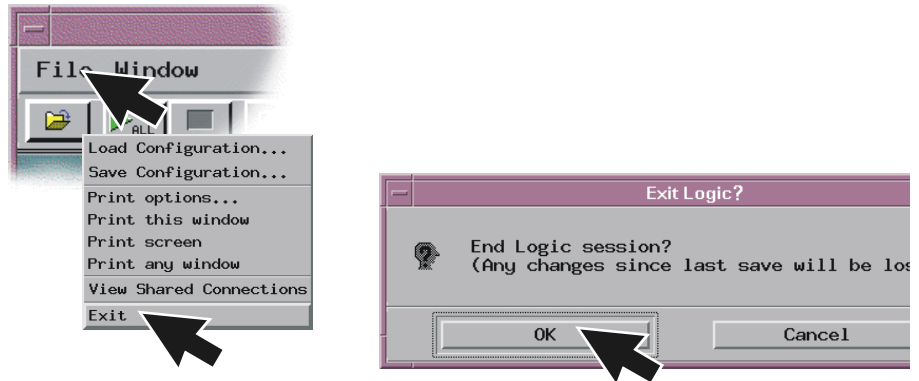 File Window
ALL
Load Configuration...
Save Configuration...
Print options...
Print this window
Print screen
Print any window
View Shared Connections
Exit
Exit Logic?
End Logic session?
(Any changes since last save will be los
OK
Cancel